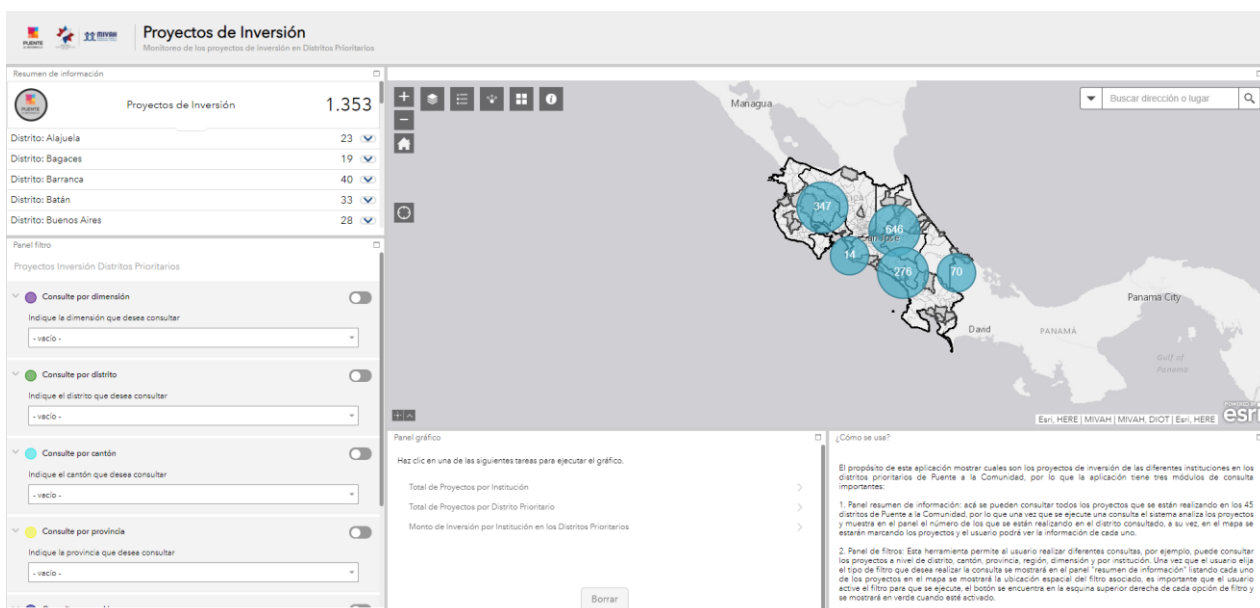 PUENTE
MIVAH
Proyectos de Inversión
Monitoreo de los proyectos de Inversión en Distritos Prioritarios
Resumen de información
PUENTE
Proyectos de Inversión
1.353
Distrito: Alajuela 23
Distrito: Bagaces 19
Distrito: Barranca 40
Distrito: Batán 33
Distrito: Buenos Aires 28
Panel filtro
Proyectos Inversión Distritos Prioritarios
Consulte por dimensión
Indique la dimensión que desea consultar
- vacío -
Consulte por distrito
Indique el distrito que desea consultar
- vacío -
Consulte por cantón
Indique el cantón que desea consultar
- vacío -
Consulte por provincia
Indique la provincia que desea consultar
- vacío -
Buscar dirección o lugar
Managua
347
646
San José
14
276
70
Panama City
David
PANAMÁ
Gulf of
Panama
Esri, HERE | MIVAH | MIVAH, DIOT | Esri, HERE
POWERED BY
esri
Panel gráfico
Haz clic en una de las siguientes tareas para ejecutar el gráfico.
Total de Proyectos por Institución
Total de Proyectos por Distrito Prioritario
Monto de Inversión por Institución en los Distritos Prioritarios
Borrar
¿Cómo se usa?
El propósito de esta aplicación mostrar cuales son los proyectos de inversión de las diferentes instituciones en los
distritos prioritarios de Puente a la Comunidad, por lo que la aplicación tiene tres módulos de consulta
importantes:
1. Panel resumen de información: acá se pueden consultar todos los proyectos que se están realizando en los 45
distritos de Puente a la Comunidad, por lo que una vez que se ejecute una consulta el sistema analiza los proyectos
y muestra en el panel el número de los que se están realizando en el distrito consultado, a su vez, en el mapa se
estarán marcando los proyectos y el usuario podrá ver la información de cada uno.
2. Panel de filtros: Esta herramienta permite al usuario realizar diferentes consultas, por ejemplo, puede consultar
los proyectos a nivel de distrito, cantón, provincia, región, dimensión y por institución. Una vez que el usuario elija
el tipo de filtro que desea realizar la consulta se mostrará en el panel "resumen de información" listando cada uno
de los proyectos en el mapa se mostrará la ubicación espacial del filtro asociado, es importante que el usuario
active el filtro para que se ejecute, el botón se encuentra en la esquina superior derecha de cada opción de filtro y
se mostrará en verde cuando esté activado.